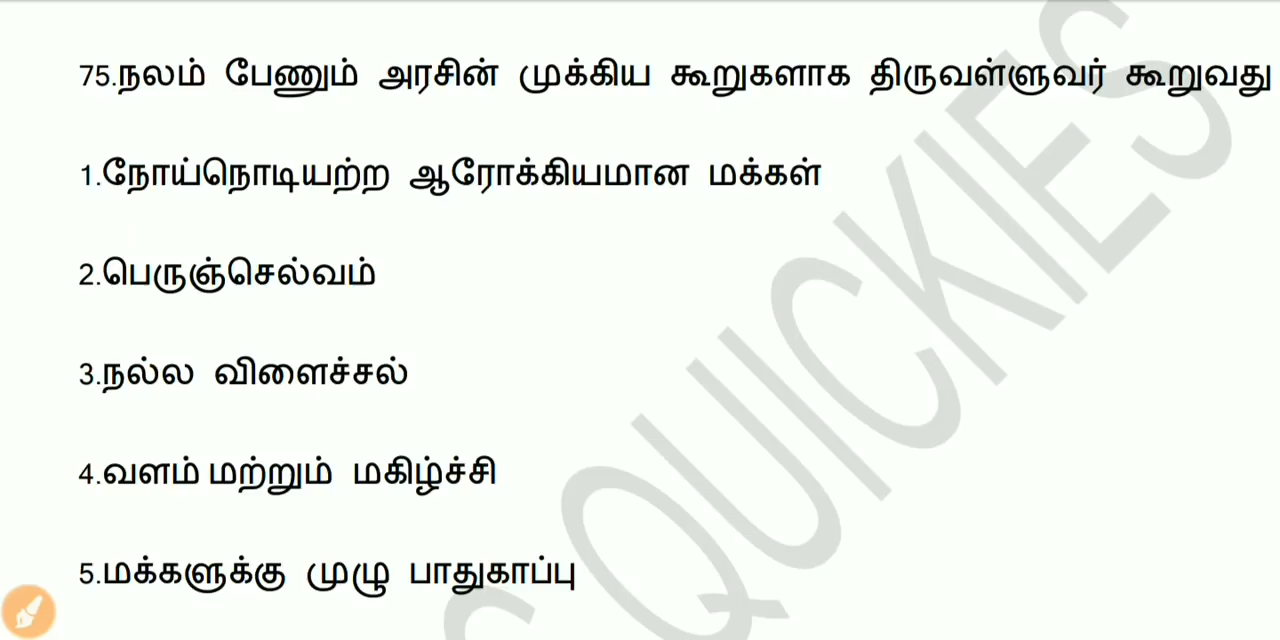 75.நலம் பேணும் அரசின் முக்கிய கூறுகளாக திருவள்ளுவர் கூறுவது
1.நோய்நொடியற்ற ஆரோக்கியமான மக்கள்
2.பெருஞ்செல்வம்
3.நல்ல விளைச்சல்
4.வளம் மற்றும் மகிழ்ச்சி
5.மக்களுக்கு முழு பாதுகாப்பு
S QUICKIES